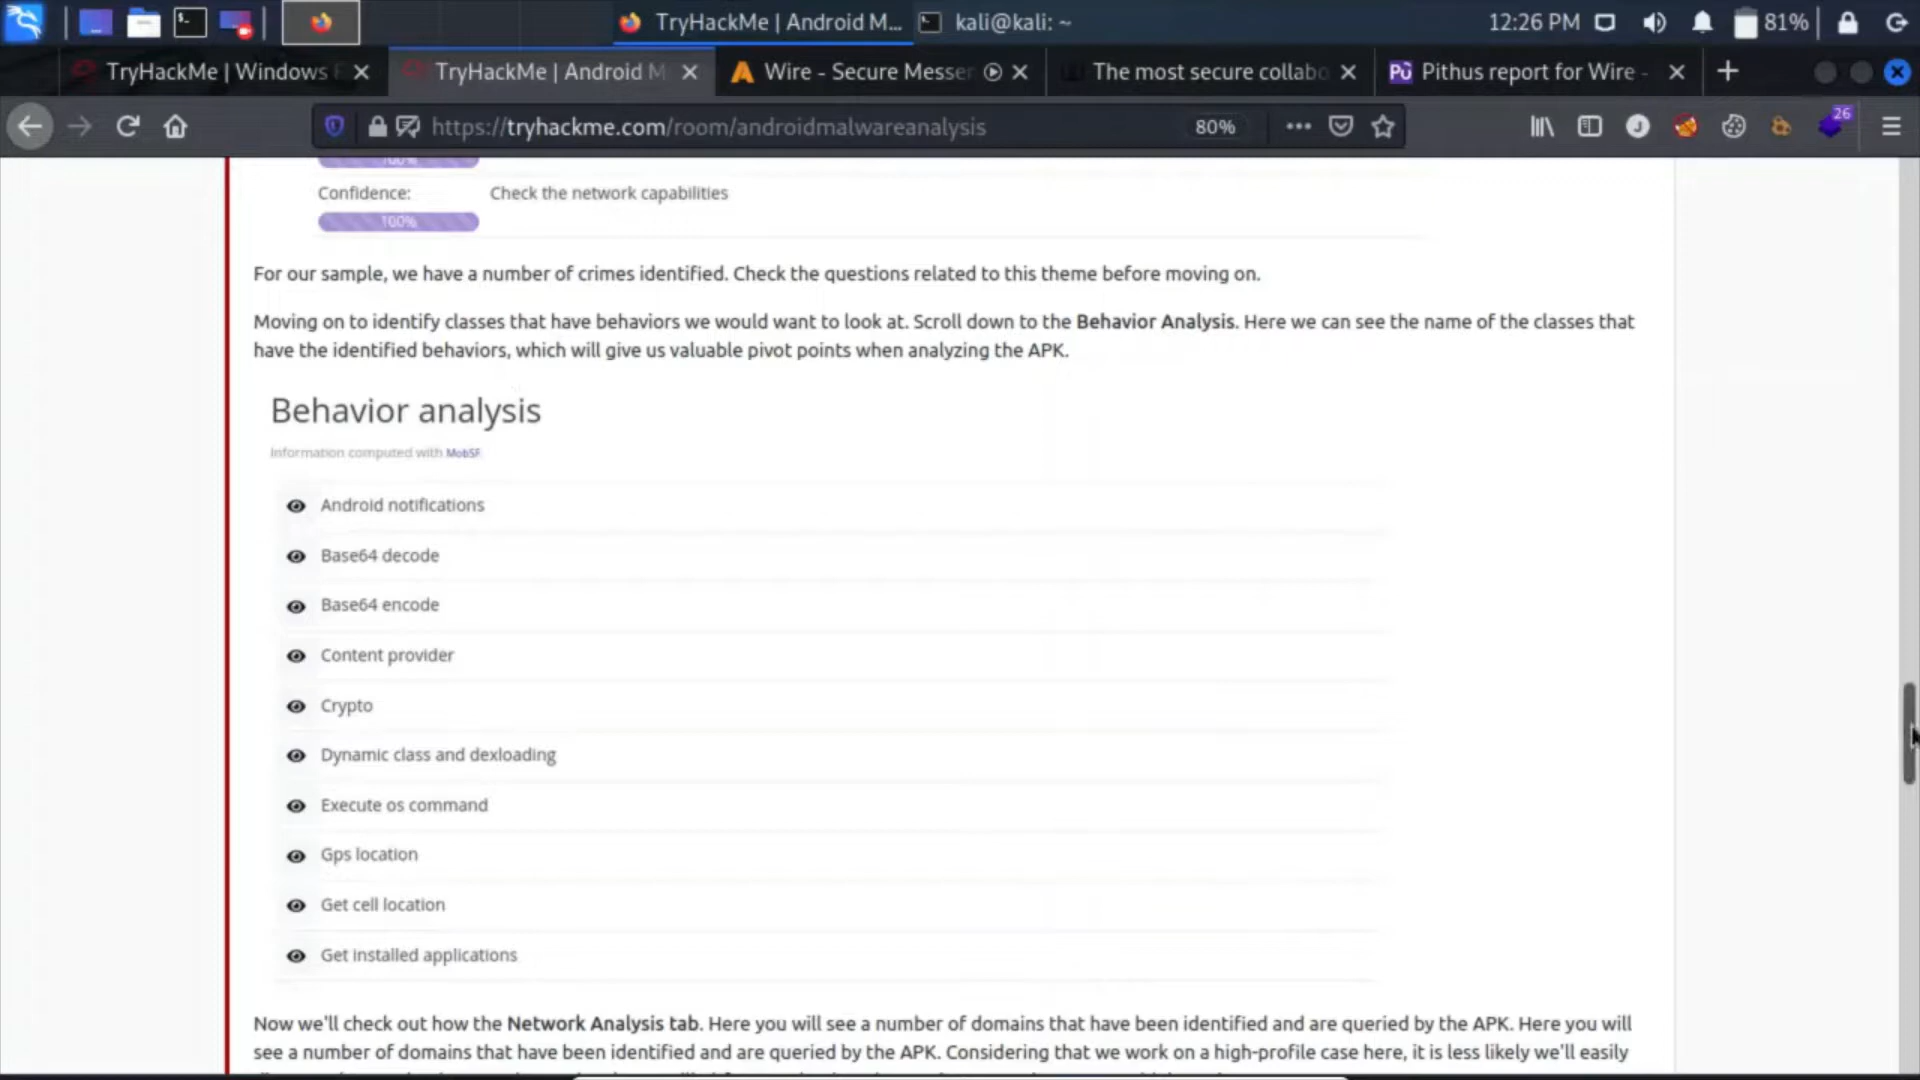 TryHackMe | Android M...
kali@kali: ~
12:26 PM
81%
TryHackMe | Windows
TryHackMe | Android M
Wire - Secure Messer
The most secure collabo
Pithus report for Wire -
https://tryhackme.com/room/androidmalwareanalysis
80%
26
100%
Confidence:
Check the network capabilities
100%
For our sample, we have a number of crimes identified. Check the questions related to this theme before moving on.
Moving on to identify classes that have behaviors we would want to look at. Scroll down to the Behavior Analysis. Here we can see the name of the classes that
have the identified behaviors, which will give us valuable pivot points when analyzing the APK.
Behavior analysis
Information computed with MobSF
Android notifications
Base64 decode
Base64 encode
Content provider
Crypto
Dynamic class and dexloading
Execute os command
Gps location
Get cell location
Get installed applications
Now we'll check out how the Network Analysis tab. Here you will see a number of domains that have been identified and are queried by the APK. Here you will
see a number of domains that have been identified and are queried by the APK. Considering that we work on a high-profile case here, it is less likely we'll easily